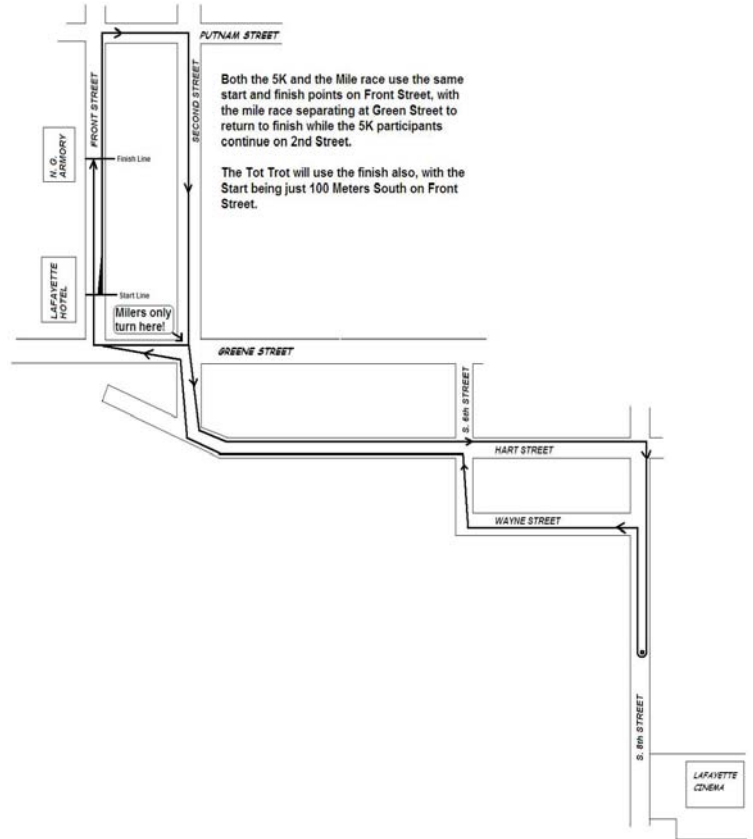 PUTNAM STREET
FRONT STREET
SECOND STREET
Both the 5K and the Mile race use the same
start and finish points on Front Street, with
the mile race separating at Green Street to
return to finish while the 5K participants
continue on 2nd Street.
The Tot Trot will use the finish also, with the
Start being just 100 Meters South on Front
Street.
N. G.
ARMORY
Finish Line
LAFAYETTE
HOTEL
Start Line
Milers only
turn here!
GREENE STREET
S. 6th STREET
HART STREET
WAYNE STREET
S. 8th STREET
LAFAYETTE
CINEMA